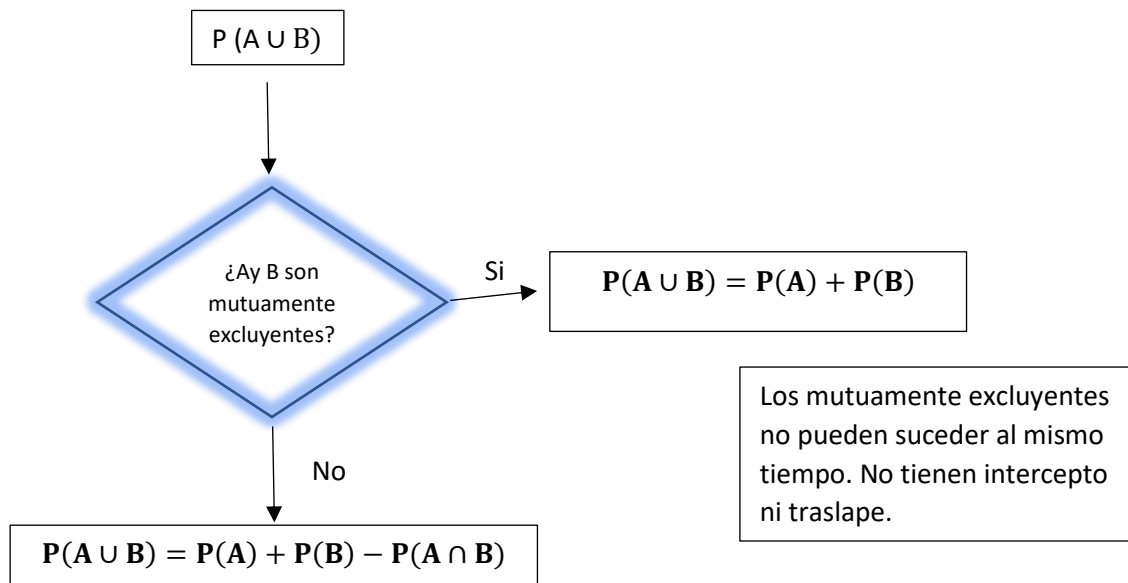 P (A ∪ B)
¿Ay B son
mutuamente
excluyentes?
Si
P(A ∪ B) = P(A) + P(B)
Los mutuamente excluyentes
no pueden suceder al mismo
tiempo. No tienen intercepto
ni traslape.
No
P(A ∪ B) = P(A) + P(B) − P(A ∩ B)